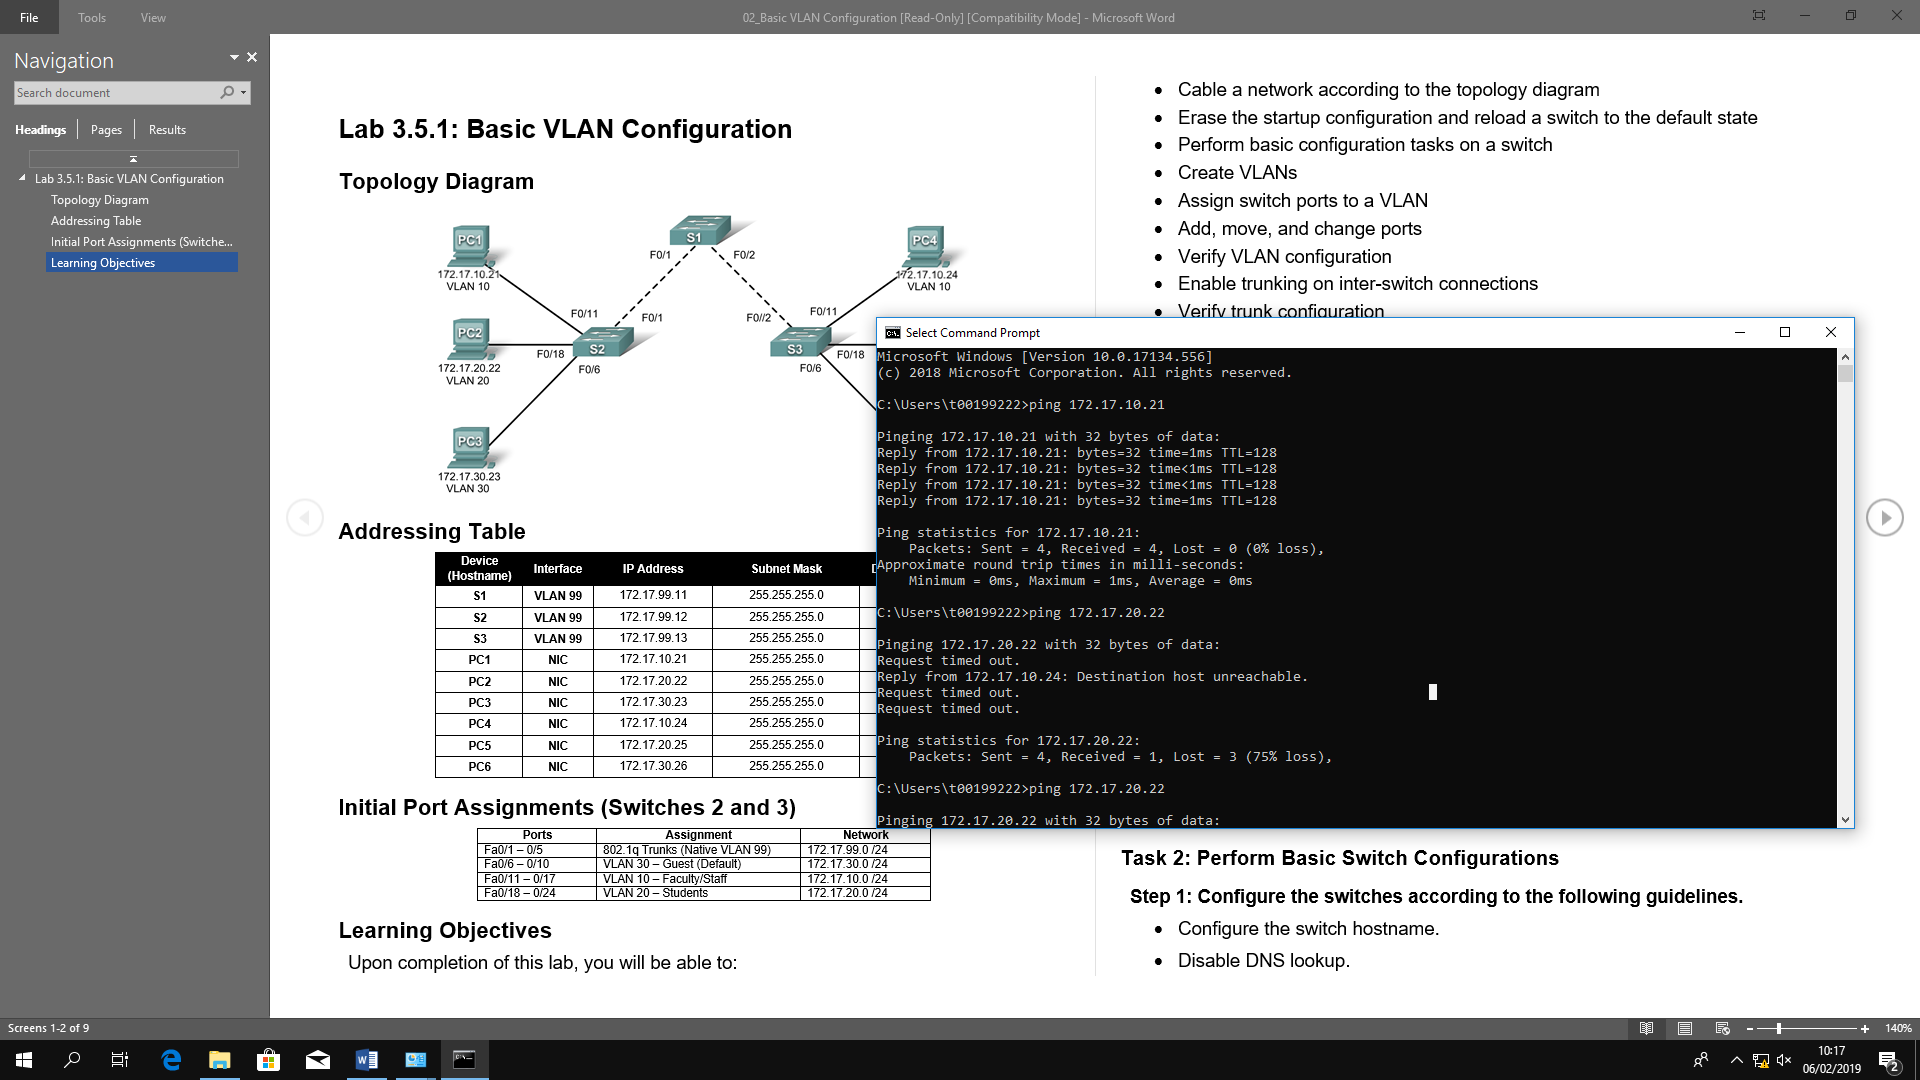 File
Tools
View
02_Basic VLAN Configuration [Read-Only] [Compatibility Mode] - Microsoft Word
Navigation
Search document
Headings
Pages
Results
Lab 3.5.1: Basic VLAN Configuration
Topology Diagram
Addressing Table
Initial Port Assignments (Switche...
Learning Objectives
Lab 3.5.1: Basic VLAN Configuration
Topology Diagram
PC1
172.17.10.21
VLAN 10
PC2
172.17.20.22
VLAN 20
PC3
172.17.30.23
VLAN 30
S1
F0/1
F0/2
F0/11
F0/1
F0/18
S2
F0/6
F0//2
F0/11
S3
F0/18
F0/6
PC4
172.17.10.24
VLAN 10
Addressing Table
Device (Hostname) Interface IP Address Subnet Mask
S1 VLAN 99 172.17.99.11 255.255.255.0
S2 VLAN 99 172.17.99.12 255.255.255.0
S3 VLAN 99 172.17.99.13 255.255.255.0
PC1 NIC 172.17.10.21 255.255.255.0
PC2 NIC 172.17.20.22 255.255.255.0
PC3 NIC 172.17.30.23 255.255.255.0
PC4 NIC 172.17.10.24 255.255.255.0
PC5 NIC 172.17.20.25 255.255.255.0
PC6 NIC 172.17.30.26 255.255.255.0
Initial Port Assignments (Switches 2 and 3)
Ports Assignment Network
Fa0/1 – 0/5 802.1q Trunks (Native VLAN 99) 172.17.99.0 /24
Fa0/6 – 0/10 VLAN 30 – Guest (Default) 172.17.30.0 /24
Fa0/11 – 0/17 VLAN 10 – Faculty/Staff 172.17.10.0 /24
Fa0/18 – 0/24 VLAN 20 – Students 172.17.20.0 /24
Learning Objectives
Upon completion of this lab, you will be able to:
• Cable a network according to the topology diagram
• Erase the startup configuration and reload a switch to the default state
• Perform basic configuration tasks on a switch
• Create VLANs
• Assign switch ports to a VLAN
• Add, move, and change ports
• Verify VLAN configuration
• Enable trunking on inter-switch connections
• Verify trunk configuration
Select Command Prompt
Microsoft Windows [Version 10.0.17134.556]
(c) 2018 Microsoft Corporation. All rights reserved.
C:\Users\t00199222>ping 172.17.10.21
Pinging 172.17.10.21 with 32 bytes of data:
Reply from 172.17.10.21: bytes=32 time=1ms TTL=128
Reply from 172.17.10.21: bytes=32 time<1ms TTL=128
Reply from 172.17.10.21: bytes=32 time<1ms TTL=128
Reply from 172.17.10.21: bytes=32 time=1ms TTL=128
Ping statistics for 172.17.10.21:
Packets: Sent = 4, Received = 4, Lost = 0 (0% loss),
Approximate round trip times in milli-seconds:
Minimum = 0ms, Maximum = 1ms, Average = 0ms
C:\Users\t00199222>ping 172.17.20.22
Pinging 172.17.20.22 with 32 bytes of data:
Request timed out.
Reply from 172.17.10.24: Destination host unreachable.
Request timed out.
Request timed out.
Ping statistics for 172.17.20.22:
Packets: Sent = 4, Received = 1, Lost = 3 (75% loss),
C:\Users\t00199222>ping 172.17.20.22
Pinging 172.17.20.22 with 32 bytes of data:
Task 2: Perform Basic Switch Configurations
Step 1: Configure the switches according to the following guidelines.
• Configure the switch hostname.
• Disable DNS lookup.
Screens 1-2 of 9
140%
10:17
06/02/2019
2